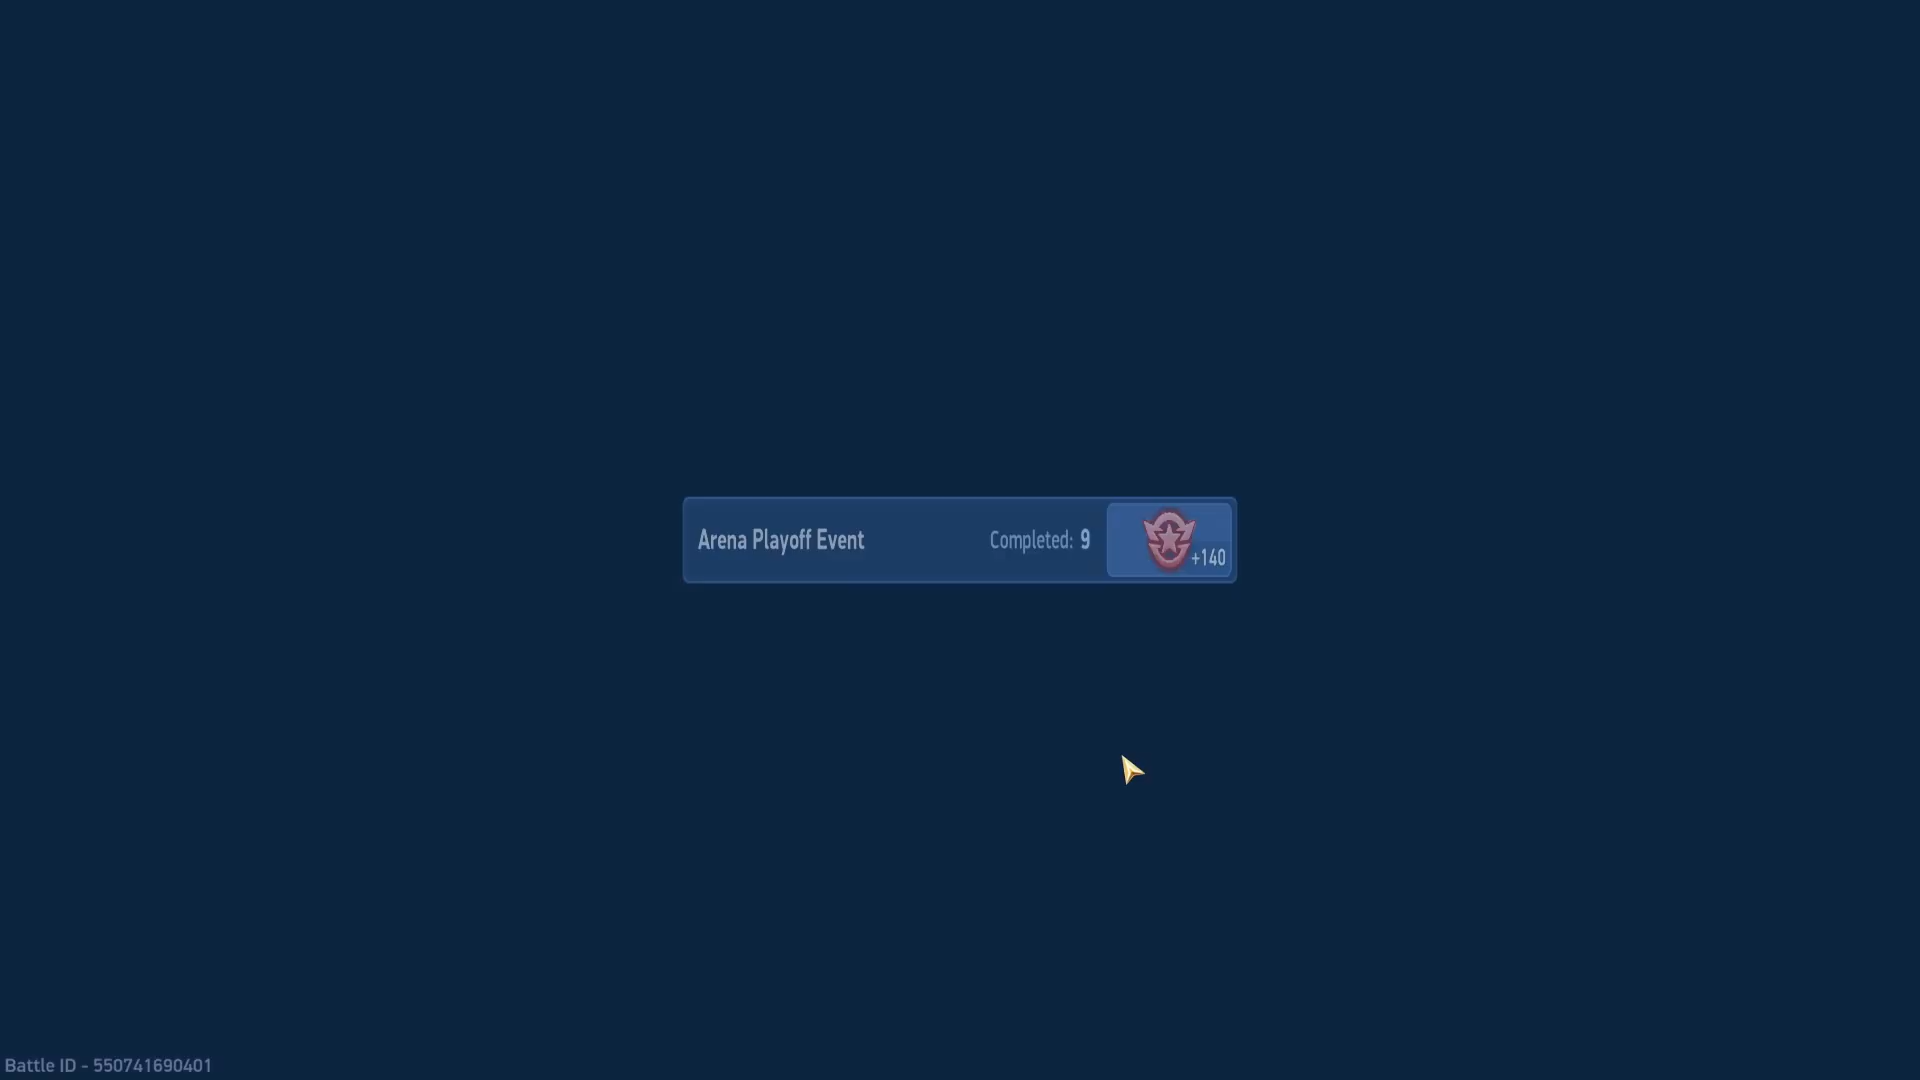 Arena Playoff Event Completed: 9 +140
Battle ID - 550741690401